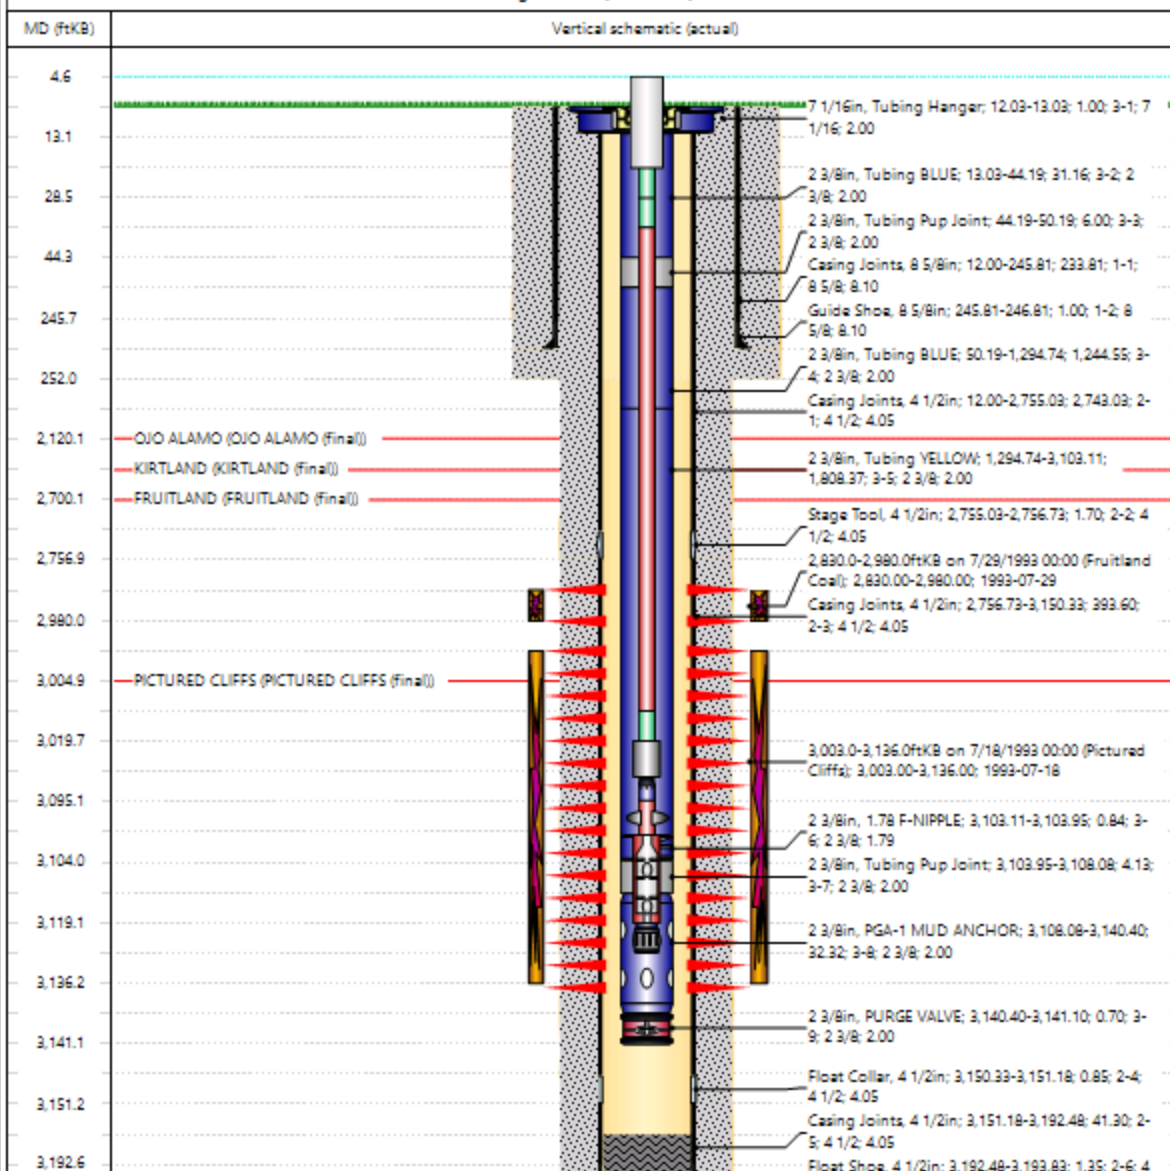 MD (ftKB)
Vertical schematic (actual)
4.6
7 1/16in, Tubing Hanger; 12.03-13.03; 1.00; 3-1; 7
1/16; 2.00
13.1
2 3/8in, Tubing BLUE; 13.03-44.19; 31.16; 3-2; 2
3/8; 2.00
28.5
2 3/8in, Tubing Pup Joint; 44.19-50.19; 6.00; 3-3;
2 3/8; 2.00
44.3
Casing Joints, 8 5/8in; 12.00-245.81; 233.81; 1-1;
8 5/8; 8.10
Guide Shoe, 8 5/8in; 245.81-246.81; 1.00; 1-2; 8
5/8; 8.10
245.7
2 3/8in, Tubing BLUE; 50.19-1,294.74; 1,244.55; 3-
4; 2 3/8; 2.00
252.0
Casing Joints, 4 1/2in; 12.00-2,755.03; 2,743.03; 2-
1; 4 1/2; 4.05
2,120.1
OJO ALAMO (OJO ALAMO (final))
2 3/8in, Tubing YELLOW; 1,294.74-3,103.11;
1,808.37; 3-5; 2 3/8; 2.00
KIRTLAND (KIRTLAND (final))
2,700.1
FRUITLAND (FRUITLAND (final))
Stage Tool, 4 1/2in; 2,755.03-2,756.73; 1.70; 2-2; 4
1/2; 4.05
2,756.9
2,830.0-2,980.0ftKB on 7/29/1993 00:00 (Fruitland
Coal); 2,830.00-2,980.00; 1993-07-29
Casing Joints, 4 1/2in; 2,756.73-3,150.33; 393.60;
2-3; 4 1/2; 4.05
2,980.0
3,004.9
PICTURED CLIFFS (PICTURED CLIFFS (final))
3,019.7
3,003.0-3,136.0ftKB on 7/18/1993 00:00 (Pictured
Cliffs); 3,003.00-3,136.00; 1993-07-18
3,095.1
2 3/8in, 1.78 F-NIPPLE; 3,103.11-3,103.95; 0.84; 3-
6; 2 3/8; 1.79
3,104.0
2 3/8in, Tubing Pup Joint; 3,103.95-3,108.08; 4.13;
3-7; 2 3/8; 2.00
3,119.1
2 3/8in, PGA-1 MUD ANCHOR; 3,108.08-3,140.40;
32.32; 3-8; 2 3/8; 2.00
3,136.2
2 3/8in, PURGE VALVE; 3,140.40-3,141.10; 0.70; 3-
9; 2 3/8; 2.00
3,141.1
Float Collar, 4 1/2in; 3,150.33-3,151.18; 0.85; 2-4;
4 1/2; 4.05
3,151.2
Casing Joints, 4 1/2in; 3,151.18-3,192.48; 41.30; 2-
5; 4 1/2; 4.05
3,192.6
Float Shoe, 4 1/2in; 3,192.48-3,193.83; 1.35; 2-6; 4